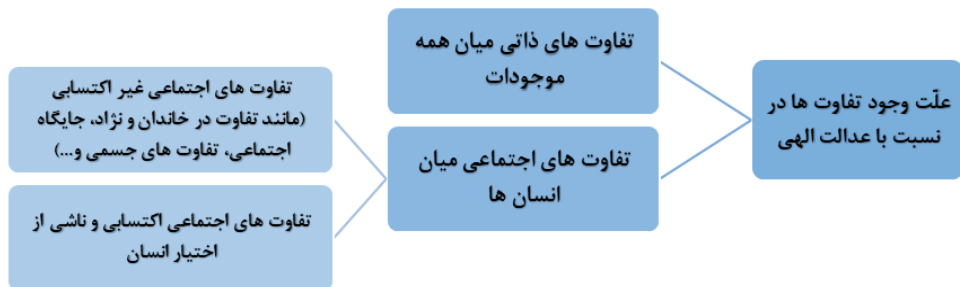 علّت وجود تفاوت ها در
نسبت با عدالت الهی
تفاوت های ذاتی میان همه
موجودات
تفاوت های اجتماعی میان
انسان ها
تفاوت های اجتماعی غیر اکتسابی
(مانند تفاوت در خاندان و نژاد، جایگاه
اجتماعی، تفاوت های جسمی و...)
تفاوت های اجتماعی اکتسابی و ناشی از
اختیار انسان